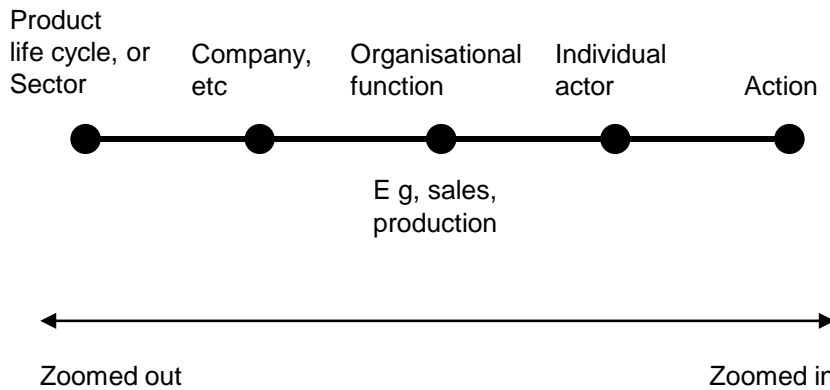 Product
life cycle, or
Sector
Company,
etc
Organisational
function
Individual
actor
Action
E g, sales,
production
Zoomed out
Zoomed in